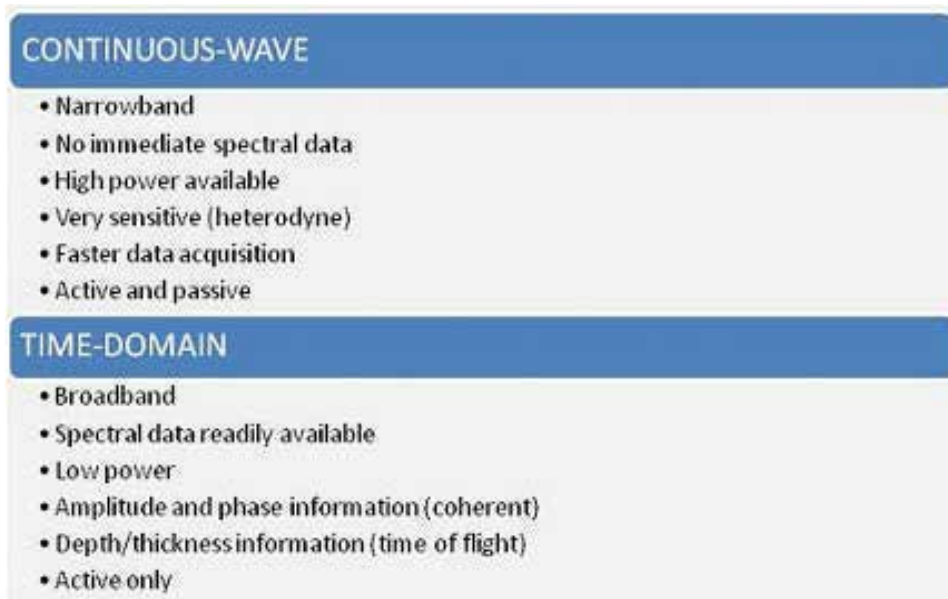 CONTINUOUS-WAVE
• Narrowband
• No immediate spectral data
• High power available
• Very sensitive (heterodyne)
• Faster data acquisition
• Active and passive
TIME-DOMAIN
• Broadband
• Spectral data readily available
• Low power
• Amplitude and phase information (coherent)
• Depth/thickness information (time of flight)
• Active only